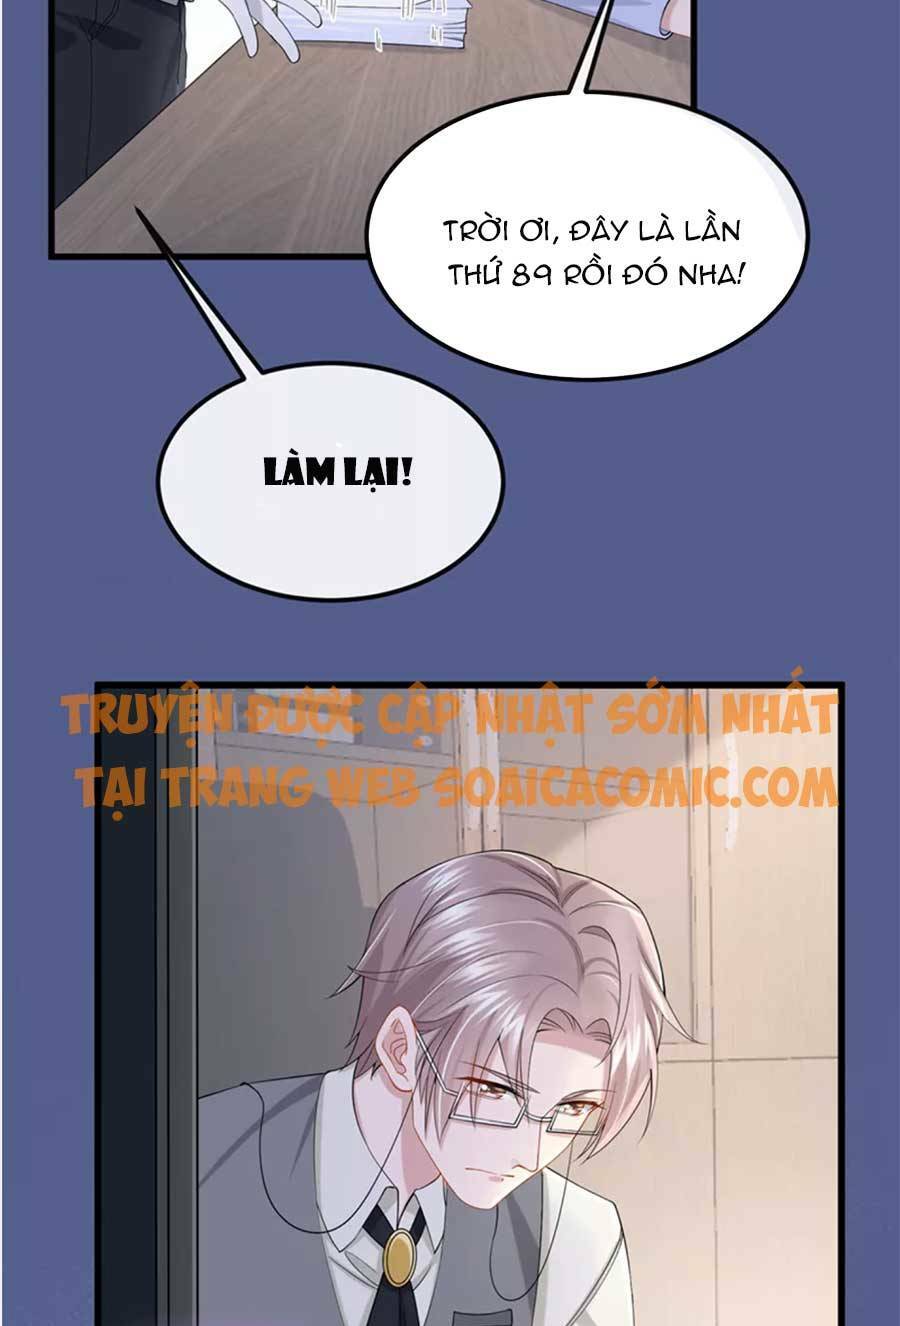 TRỜI ƠI, ĐÂY LÀ LẦN
THỨ 89 RỒI ĐÓ NHA!
LÀM LẠI!
TRUYỆN ĐƯỢC CẬP NHẬT SỚM NHẤT
TẠI TRANG WEB SOAICACOMIC.COM